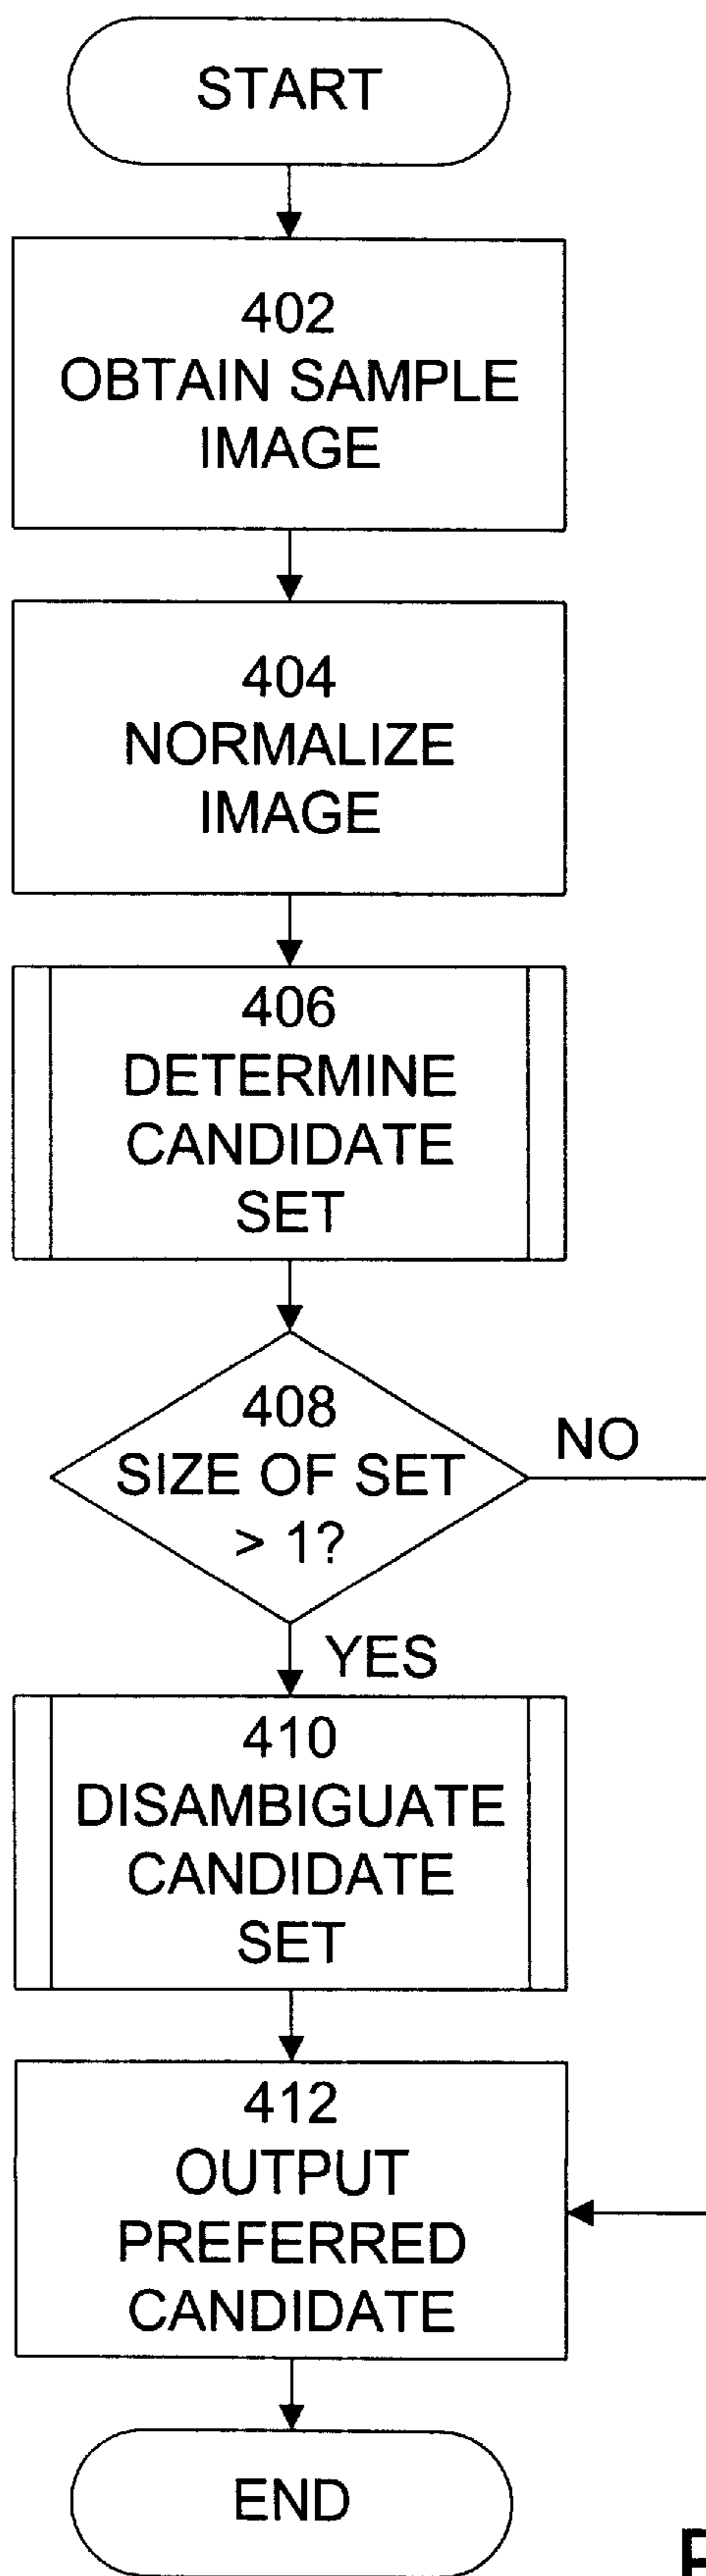 START
402
OBTAIN SAMPLE
IMAGE
404
NORMALIZE
IMAGE
406
DETERMINE
CANDIDATE
SET
408
SIZE OF SET
> 1?
NO
YES
410
DISAMBIGUATE
CANDIDATE
SET
412
OUTPUT
PREFERRED
CANDIDATE
END